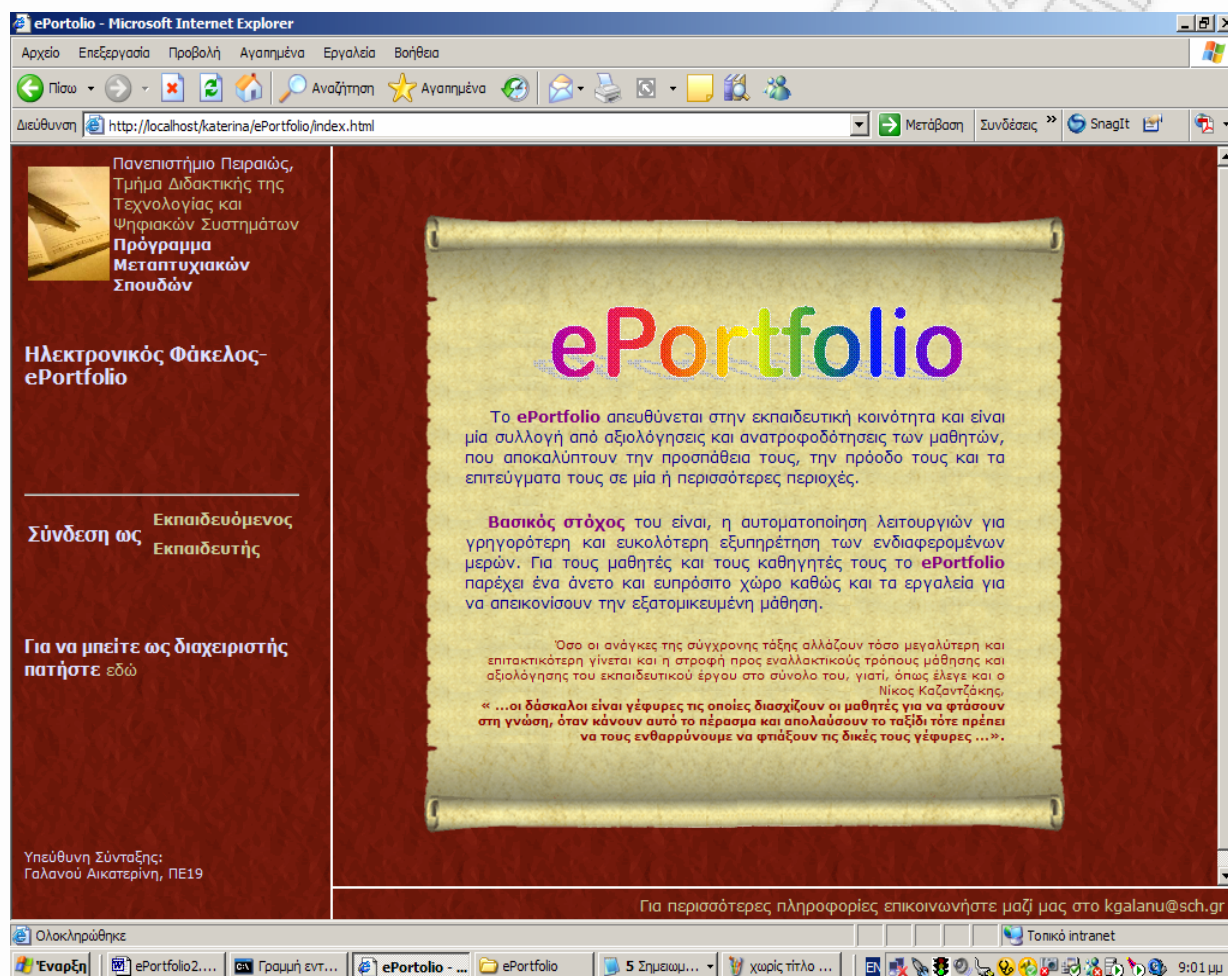 ePortolio - Microsoft Internet Explorer
Αρχείο Επεξεργασία Προβολή Αγαπημένα Εργαλεία Βοήθεια
Πίσω Αναζήτηση Αγαπημένα
Διεύθυνση http://localhost/katerina/ePortfolio/index.html Μετάβαση Συνδέσεις » SnagIt
Πανεπιστήμιο Πειραιώς,
Τμήμα Διδακτικής της
Τεχνολογίας και
Ψηφιακών Συστημάτων
Πρόγραμμα
Μεταπτυχιακών
Σπουδών
Ηλεκτρονικός Φάκελος-
ePortfolio
Σύνδεση ως
Εκπαιδευόμενος
Εκπαιδευτής
Για να μπείτε ως διαχειριστής
πατήστε εδώ
Υπεύθυνη Σύνταξης:
Γαλανού Αικατερίνη, ΠΕ19
ePortfolio
Το ePortfolio απευθύνεται στην εκπαιδευτική κοινότητα και είναι
μία συλλογή από αξιολόγησεις και ανατροφοδότησεις των μαθητών,
που αποκαλύπτουν την προσπάθεια τους, την πρόοδο τους και τα
επιτεύγματα τους σε μία ή περισσότερες περιοχές.
Βασικός στόχος του είναι, η αυτοματοποίηση λειτουργιών για
γρηγορότερη και ευκολότερη εξυπηρέτηση των ενδιαφερομένων
μερών. Για τους μαθητές και τους καθηγητές τους το ePortfolio
παρέχει ένα άνετο και ευπρόσιτο χώρο καθώς και τα εργαλεία για
να απεικονίσουν την εξατομικευμένη μάθηση.
Όσο οι ανάγκες της σύγχρονης τάξης αλλάζουν τόσο μεγαλύτερη και
επιτακτικότερη γίνεται και η στροφή προς εναλλακτικούς τρόπους μάθησης και
αξιολόγησης του εκπαιδευτικού έργου στο σύνολο του, γιατί, όπως έλεγε και ο
Νίκος Καζαντζάκης,
« ...οι δάσκαλοι είναι γέφυρες τις οποίες διασχίζουν οι μαθητές για να φτάσουν
στη γνώση, όταν κάνουν αυτό το πέρασμα και απολαύσουν το ταξίδι τότε πρέπει
να τους ενθαρρύνουμε να φτιάξουν τις δικές τους γέφυρες ...».
Για περισσότερες πληροφορίες επικοινωνήστε μαζί μας στο kgalanu@sch.gr
Ολοκληρώθηκε Τοπικό intranet
Έναρξη ePortfolio2.... Γραμμή εντ... ePortolio - ... ePortfolio 5 Σημειωμ... χωρίς τίτλο ... EN 9:01 μμ